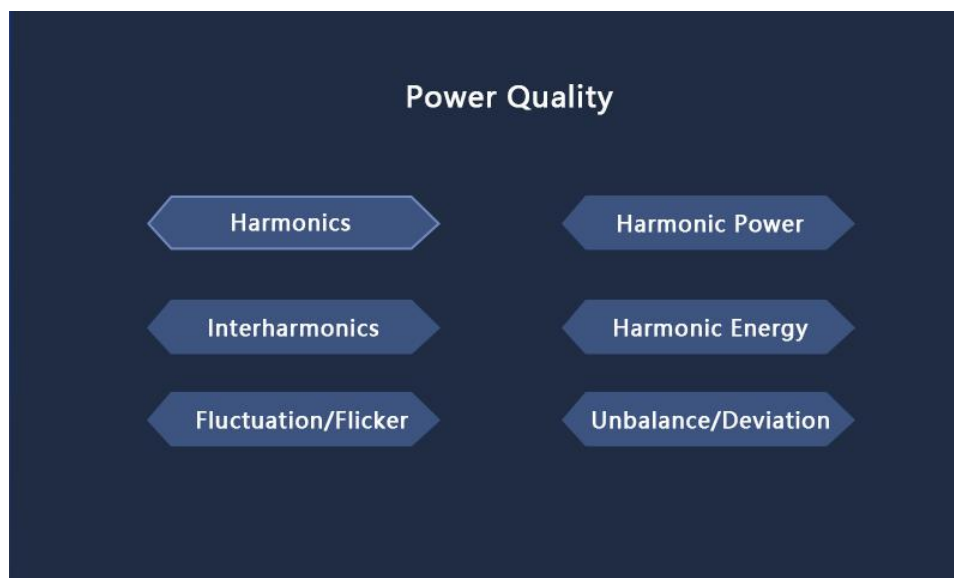 Power Quality
Harmonics
Harmonic Power
Interharmonics
Harmonic Energy
Fluctuation/Flicker
Unbalance/Deviation